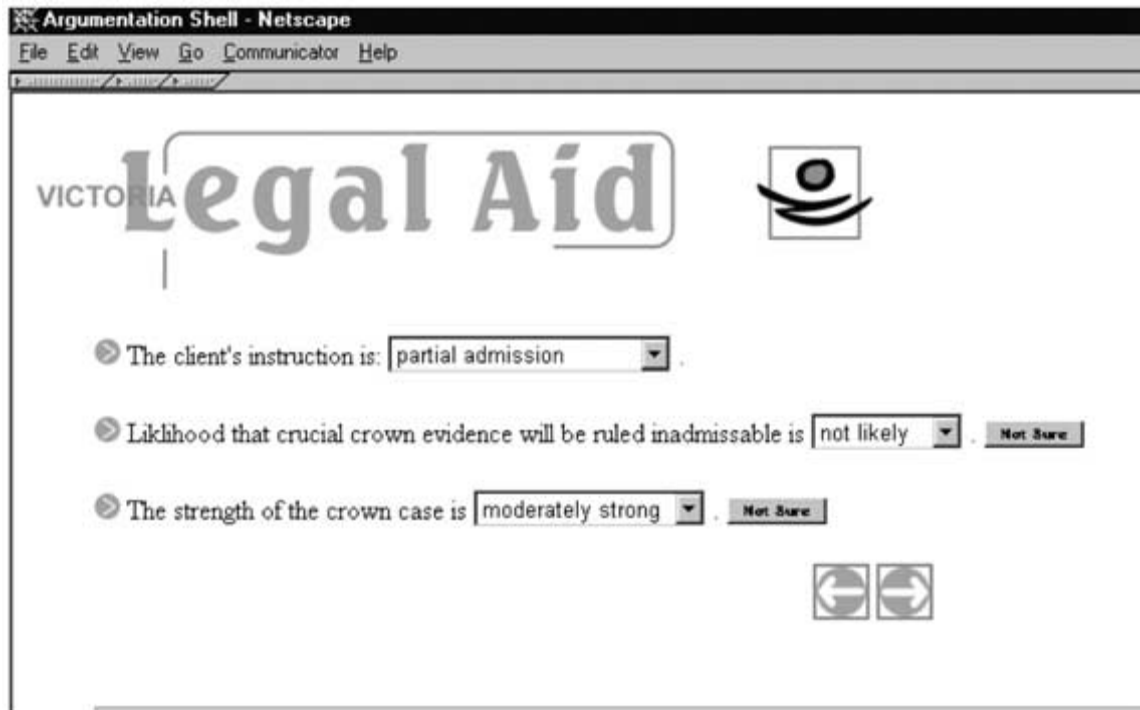 Argumentation Shell - Netscape
File Edit View Go Communicator Help
VICTORIA Legal Aid
The client's instruction is: partial admission .
Liklihood that crucial crown evidence will be ruled inadmissable is not likely . Not Sure
The strength of the crown case is moderately strong . Not Sure